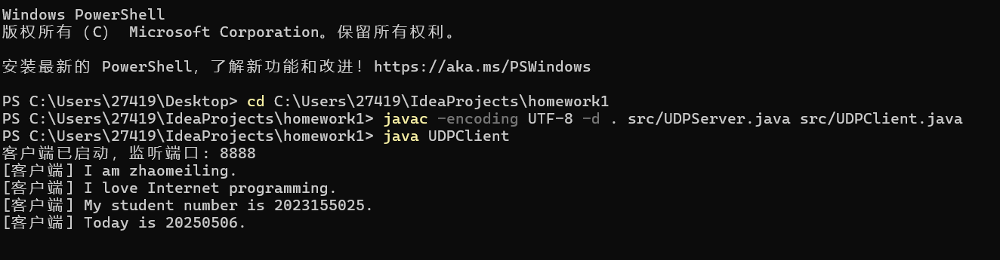 Windows PowerShell
版权所有（C） Microsoft Corporation。保留所有权利。
安装最新的 PowerShell，了解新功能和改进！https://aka.ms/PSWindows
PS C:\Users\27419\Desktop> cd C:\Users\27419\IdeaProjects\homework1
PS C:\Users\27419\IdeaProjects\homework1> javac -encoding UTF-8 -d . src/UDPServer.java src/UDPClient.java
PS C:\Users\27419\IdeaProjects\homework1> java UDPClient
客户端已启动，监听端口：8888
[客户端] I am zhaomeiling.
[客户端] I love Internet programming.
[客户端] My student number is 2023155025.
[客户端] Today is 20250506.